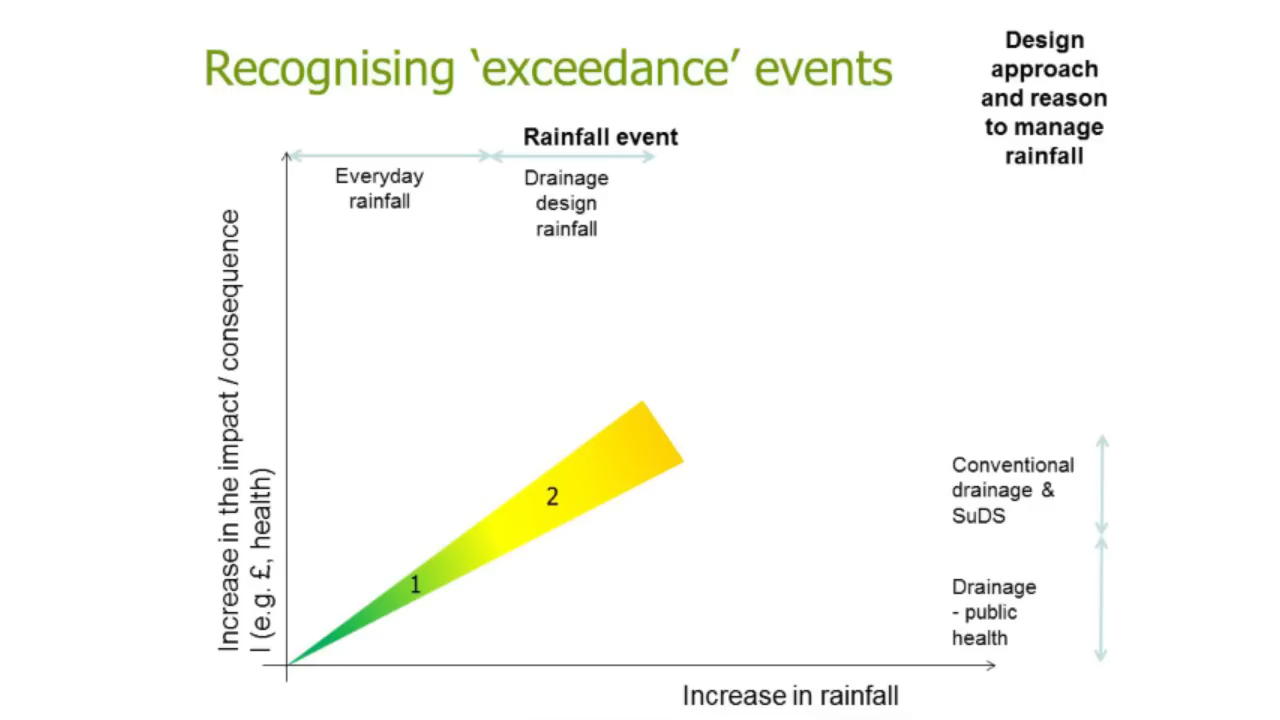 Recognising ‘exceedance’ events
Design
approach
and reason
to manage
rainfall
Rainfall event
Everyday
rainfall
Drainage
design
rainfall
Increase in the impact / consequence
I (e.g. £, health)
2
1
Conventional
drainage &
SuDS
Drainage
- public
health
Increase in rainfall